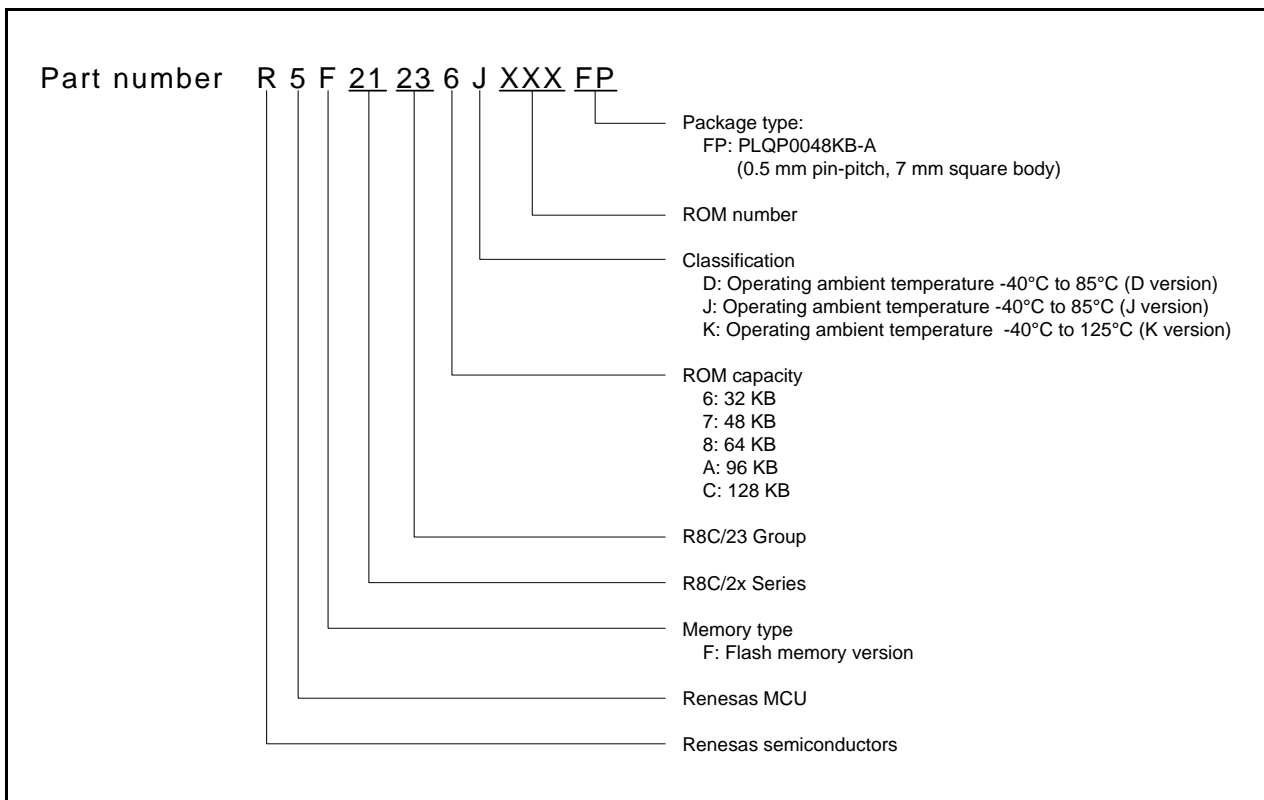 Part number R 5 F 21 23 6 J XXX FP
Package type:
FP: PLQP0048KB-A
(0.5 mm pin-pitch, 7 mm square body)
ROM number
Classification
D: Operating ambient temperature -40°C to 85°C (D version)
J: Operating ambient temperature -40°C to 85°C (J version)
K: Operating ambient temperature -40°C to 125°C (K version)
ROM capacity
6: 32 KB
7: 48 KB
8: 64 KB
A: 96 KB
C: 128 KB
R8C/23 Group
R8C/2x Series
Memory type
F: Flash memory version
Renesas MCU
Renesas semiconductors